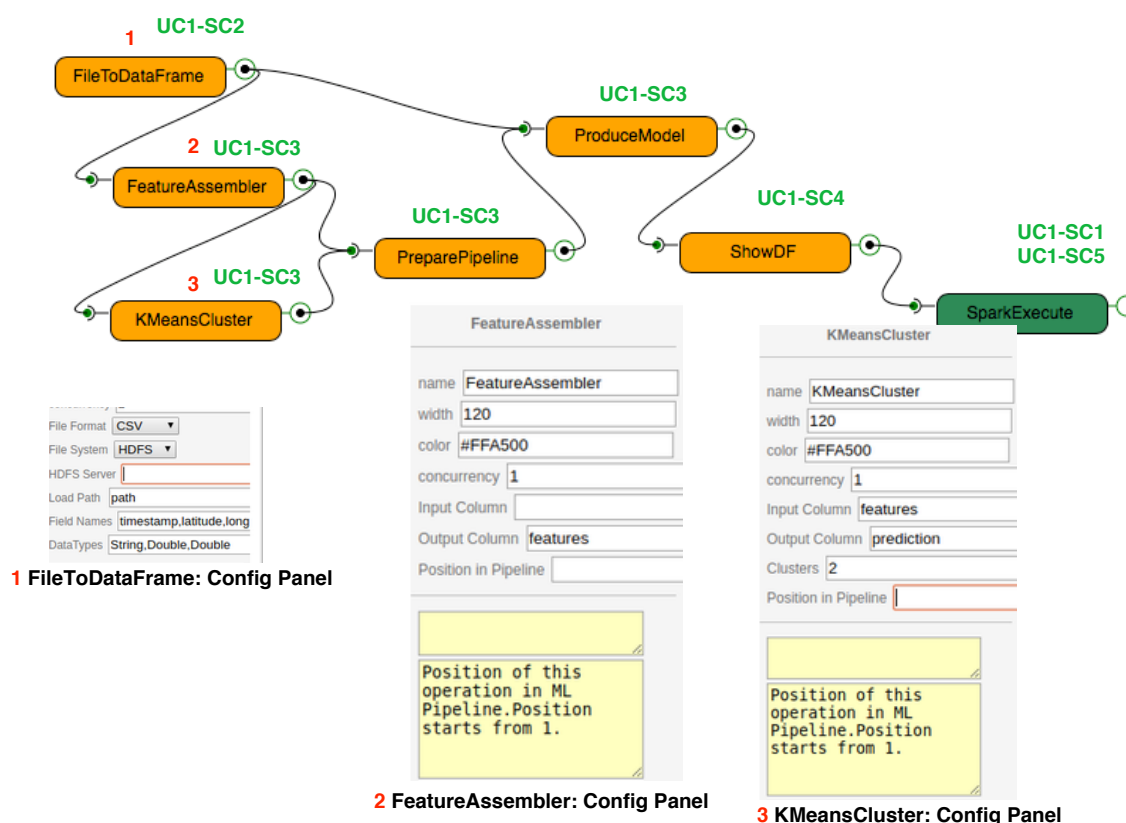 1 UC1-SC2
FileToDataFrame
UC1-SC3
ProduceModel
2 UC1-SC3
FeatureAssembler
UC1-SC3
PreparePipeline
UC1-SC4
ShowDF
UC1-SC1
UC1-SC5
SparkExecute
3 UC1-SC3
KMeansCluster
File Format CSV
File System HDFS
HDFS Server
Load Path path
Field Names timestamp,latitude,long
DataTypes String,Double,Double
1 FileToDataFrame: Config Panel
FeatureAssembler
name FeatureAssembler
width 120
color #FFA500
concurrency 1
Input Column
Output Column features
Position in Pipeline
Position of this
operation in ML
Pipeline.Position
starts from 1.
2 FeatureAssembler: Config Panel
KMeansCluster
name KMeansCluster
width 120
color #FFA500
concurrency 1
Input Column features
Output Column prediction
Clusters 2
Position in Pipeline
Position of this
operation in ML
Pipeline.Position
starts from 1.
3 KMeansCluster: Config Panel